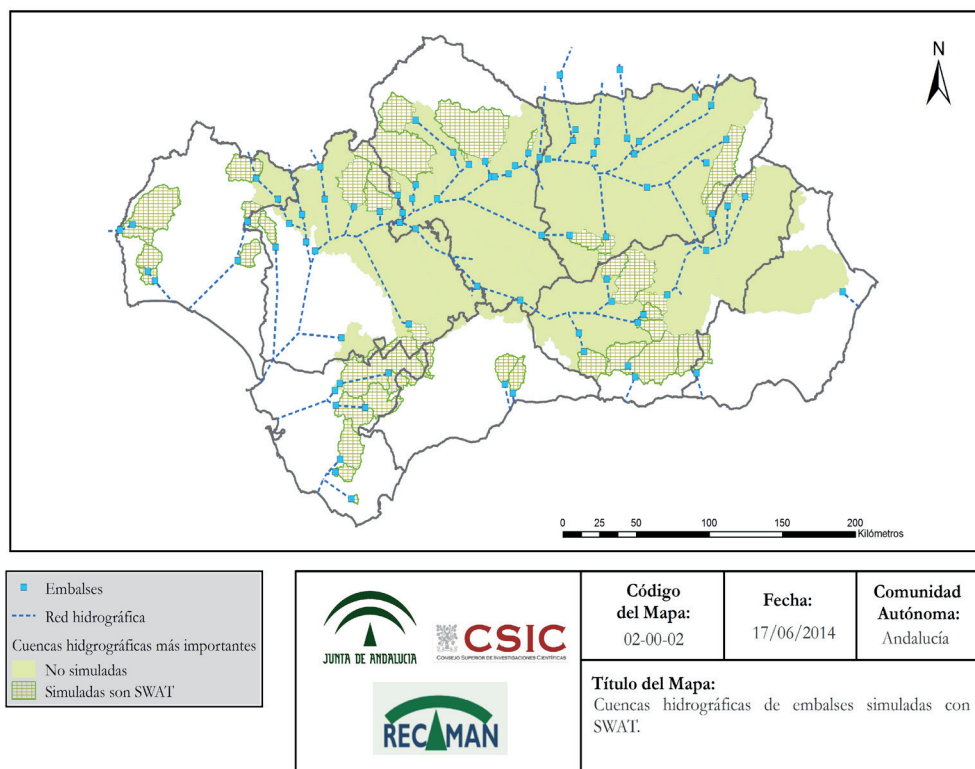 N
0 25 50 100 150 200
Kilómetros
Embalses
Red hidrográfica
Cuencas hidgrográficas más importantes
No simuladas
Simuladas son SWAT
JUNTA DE ANDALUCIA
CSIC
CONSEJO SUPERIOR DE INVESTIGACIONES CIENTÍFICAS
RECAMAN
Código
del Mapa:
02-00-02
Fecha:
17/06/2014
Comunidad
Autónoma:
Andalucía
Título del Mapa:
Cuencas hidrográficas de embalses simuladas con
SWAT.